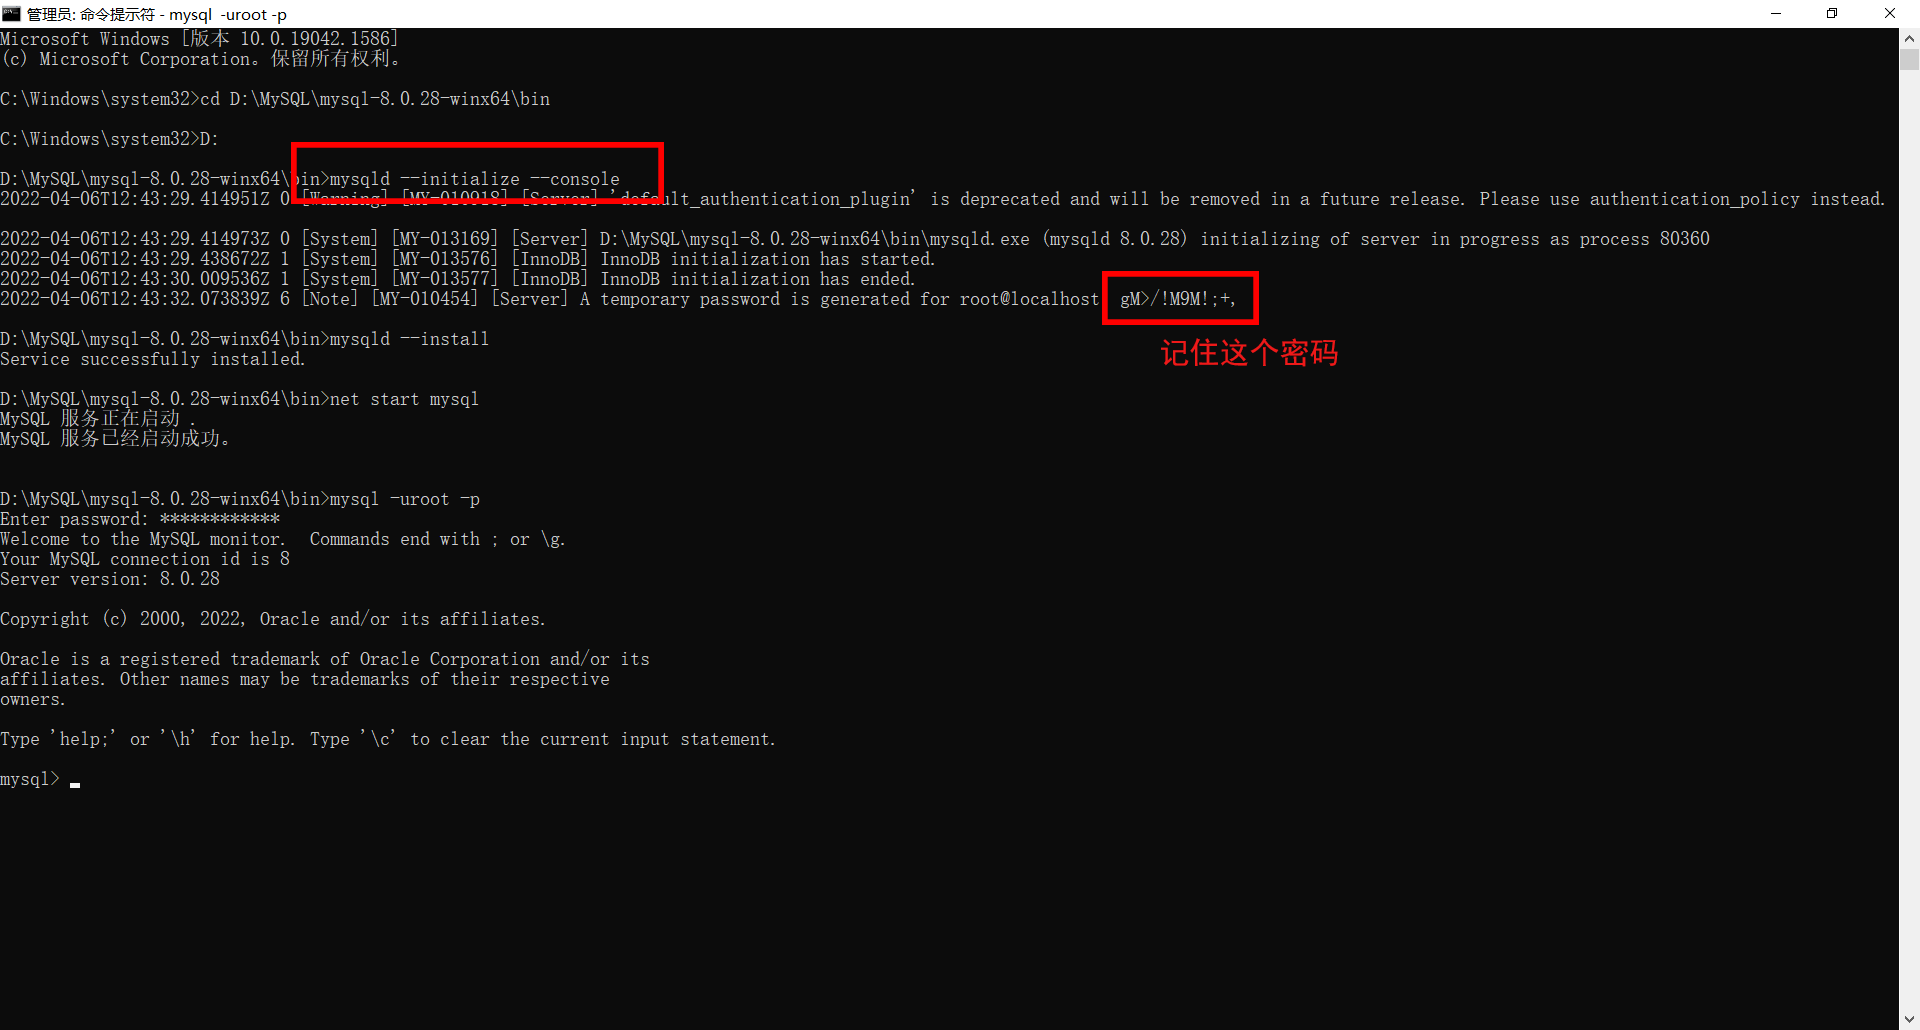 管理员: 命令提示符 - mysql  -uroot -p
Microsoft Windows [版本 10.0.19042.1586]
(c) Microsoft Corporation。保留所有权利。
C:\Windows\system32>cd D:\MySQL\mysql-8.0.28-winx64\bin
C:\Windows\system32>D:
D:\MySQL\mysql-8.0.28-winx64\bin>mysqld --initialize --console
2022-04-06T12:43:29.414951Z 0 [Warning] [MY-010918] [Server] 'default_authentication_plugin' is deprecated and will be removed in a future release. Please use authentication_policy instead.
2022-04-06T12:43:29.414973Z 0 [System] [MY-013169] [Server] D:\MySQL\mysql-8.0.28-winx64\bin\mysqld.exe (mysqld 8.0.28) initializing of server in progress as process 80360
2022-04-06T12:43:29.438672Z 1 [System] [MY-013576] [InnoDB] InnoDB initialization has started.
2022-04-06T12:43:30.009536Z 1 [System] [MY-013577] [InnoDB] InnoDB initialization has ended.
2022-04-06T12:43:32.073839Z 6 [Note] [MY-010454] [Server] A temporary password is generated for root@localhost gM>/!M9M!;+,
记住这个密码
D:\MySQL\mysql-8.0.28-winx64\bin>mysqld --install
Service successfully installed.
D:\MySQL\mysql-8.0.28-winx64\bin>net start mysql
MySQL 服务正在启动 .
MySQL 服务已经启动成功。
D:\MySQL\mysql-8.0.28-winx64\bin>mysql -uroot -p
Enter password: ************
Welcome to the MySQL monitor.  Commands end with ; or \g.
Your MySQL connection id is 8
Server version: 8.0.28
Copyright (c) 2000, 2022, Oracle and/or its affiliates.
Oracle is a registered trademark of Oracle Corporation and/or its
affiliates. Other names may be trademarks of their respective
owners.
Type 'help;' or '\h' for help. Type '\c' to clear the current input statement.
mysql>